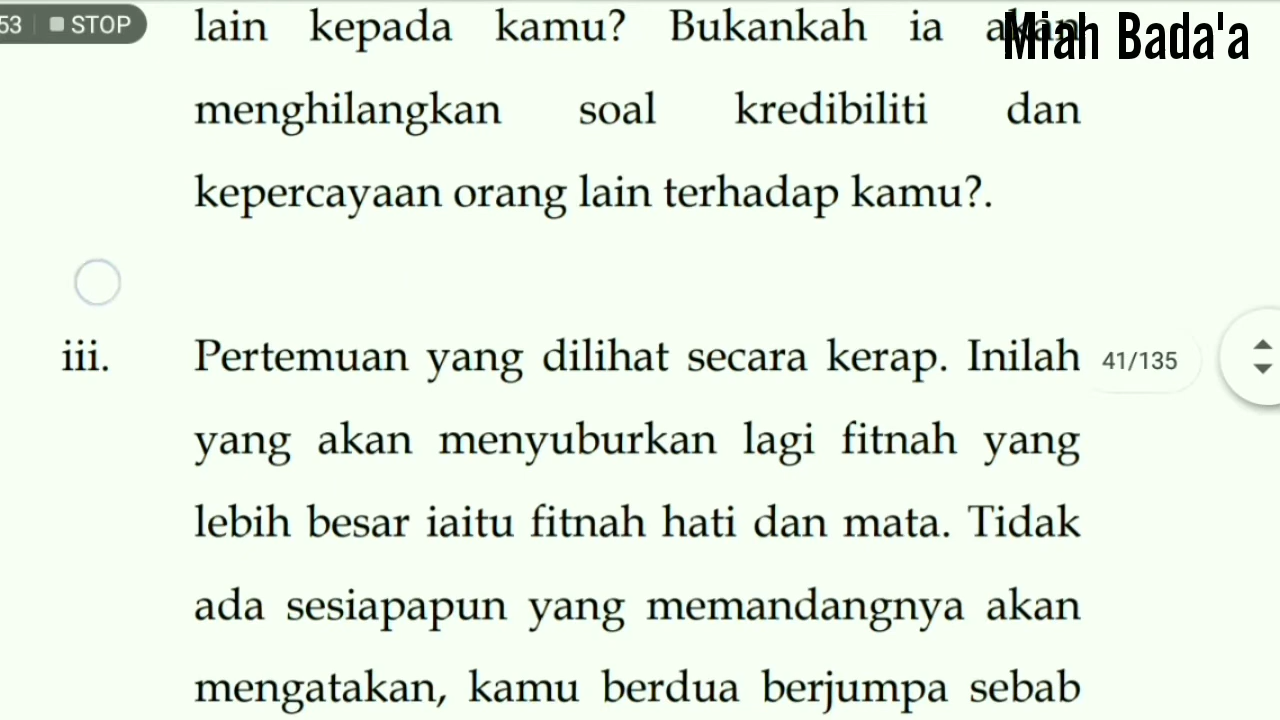 53 STOP
lain kepada kamu? Bukankah ia akan
Miah Bada'a
menghilangkan soal kredibiliti dan
kepercayaan orang lain terhadap kamu?.
iii. Pertemuan yang dilihat secara kerap. Inilah
41/135
yang akan menyuburkan lagi fitnah yang
lebih besar iaitu fitnah hati dan mata. Tidak
ada sesiapapun yang memandangnya akan
mengatakan, kamu berdua berjumpa sebab